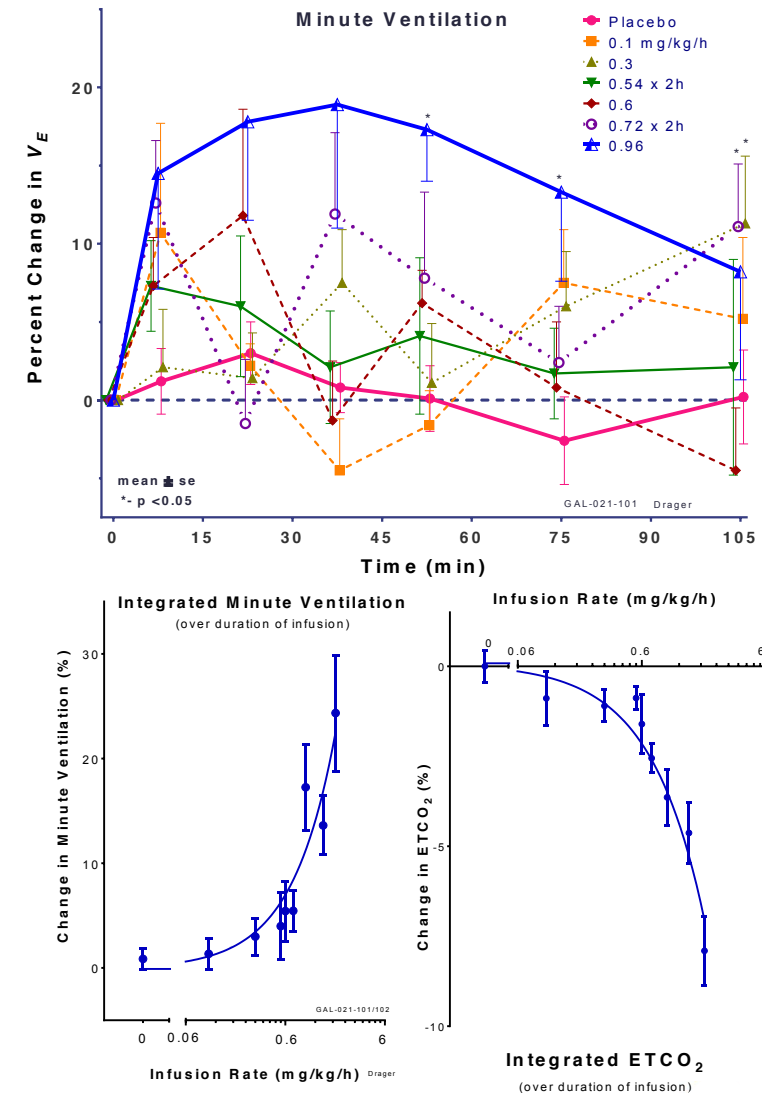 Minute Ventilation
Placebo
0.1 mg/kg/h
0.3
0.54 x 2h
0.6
0.72 x 2h
0.96
Percent Change in V_E
20
10
0
*
*
*
*
mean ± se
*- p <0.05
GAL-021-101 Drager
0 15 30 45 60 75 90 105
Time (min)
Integrated Minute Ventilation
(over duration of infusion)
Change in Minute Ventilation (%)
30
20
10
0
GAL-021-101/102
0 0.06 0.6 6
Infusion Rate (mg/kg/h) Drager
Infusion Rate (mg/kg/h)
0 0.06 0.6 6
Change in ETCO₂ (%)
0
-5
-10
Integrated ETCO₂
(over duration of infusion)